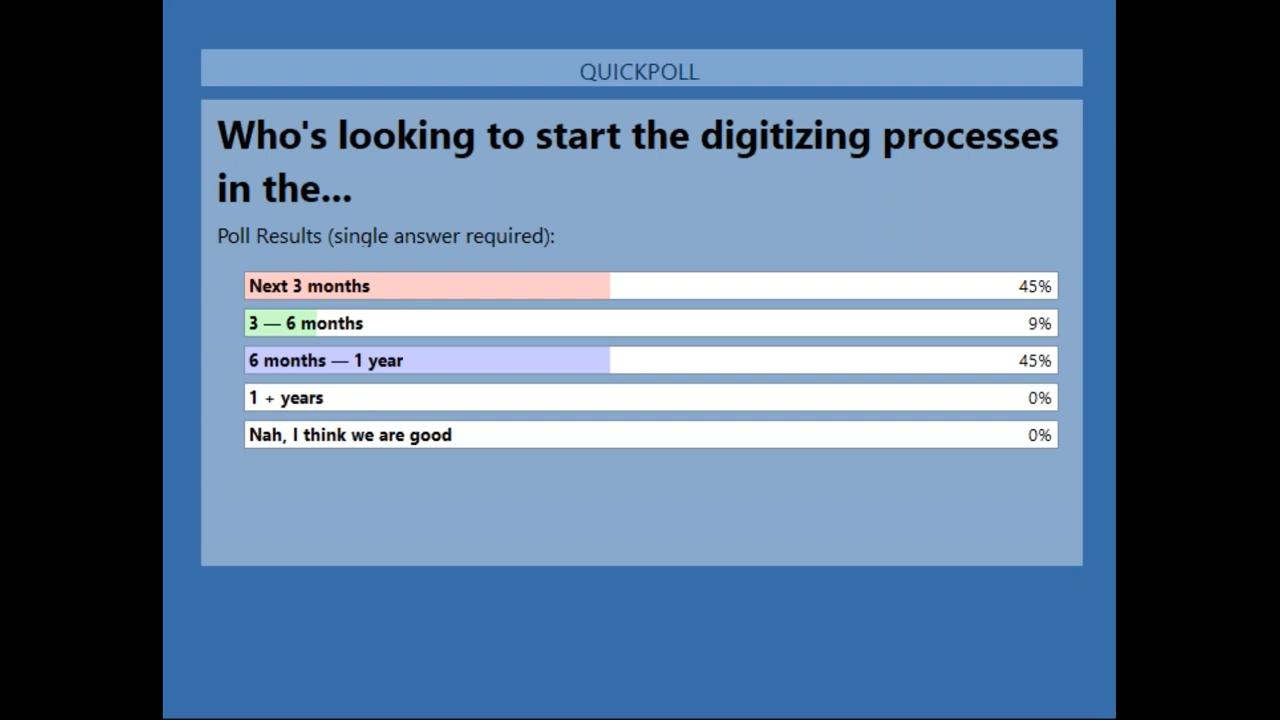 QUICKPOLL
Who's looking to start the digitizing processes
in the...
Poll Results (single answer required):
Next 3 months 45%
3 — 6 months 9%
6 months — 1 year 45%
1 + years 0%
Nah, I think we are good 0%